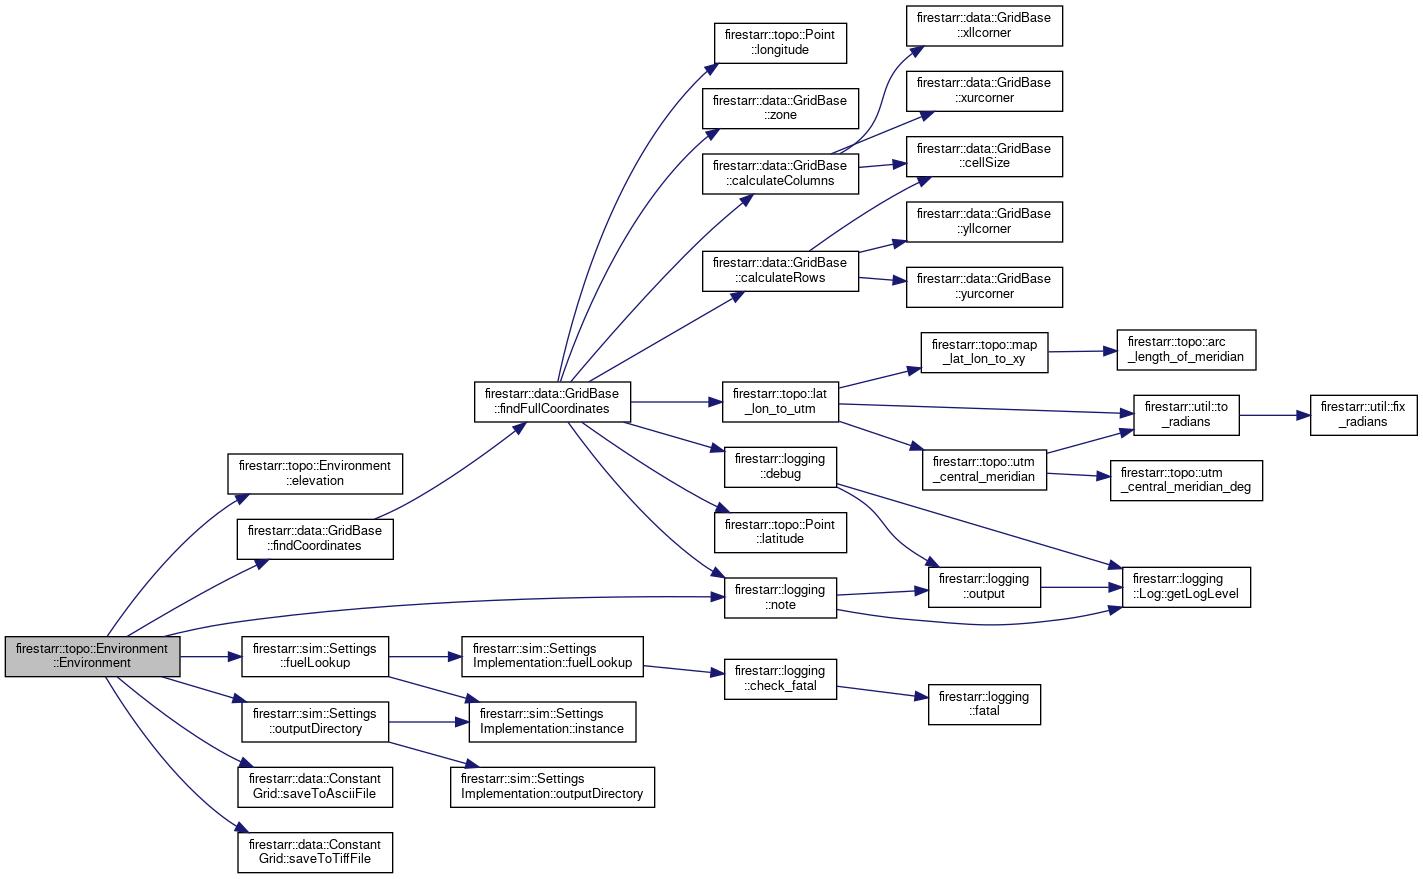 firestarr::topo::Environment
::Environment
firestarr::topo::Environment
::elevation
firestarr::data::GridBase
::findCoordinates
firestarr::sim::Settings
::fuelLookup
firestarr::sim::Settings
::outputDirectory
firestarr::data::Constant
Grid::saveToAsciiFile
firestarr::data::Constant
Grid::saveToTiffFile
firestarr::data::GridBase
::findFullCoordinates
firestarr::sim::Settings
Implementation::fuelLookup
firestarr::sim::Settings
Implementation::instance
firestarr::sim::Settings
Implementation::outputDirectory
firestarr::topo::Point
::longitude
firestarr::data::GridBase
::zone
firestarr::data::GridBase
::calculateColumns
firestarr::data::GridBase
::calculateRows
firestarr::topo::lat
_lon_to_utm
firestarr::logging
::debug
firestarr::topo::Point
::latitude
firestarr::logging
::note
firestarr::logging
::check_fatal
firestarr::data::GridBase
::xllcorner
firestarr::data::GridBase
::xurcorner
firestarr::data::GridBase
::cellSize
firestarr::data::GridBase
::yllcorner
firestarr::data::GridBase
::yurcorner
firestarr::topo::map
_lat_lon_to_xy
firestarr::topo::utm
_central_meridian
firestarr::logging
::output
firestarr::logging
::fatal
firestarr::topo::arc
_length_of_meridian
firestarr::util::to
_radians
firestarr::topo::utm
_central_meridian_deg
firestarr::logging
::Log::getLogLevel
firestarr::util::fix
_radians